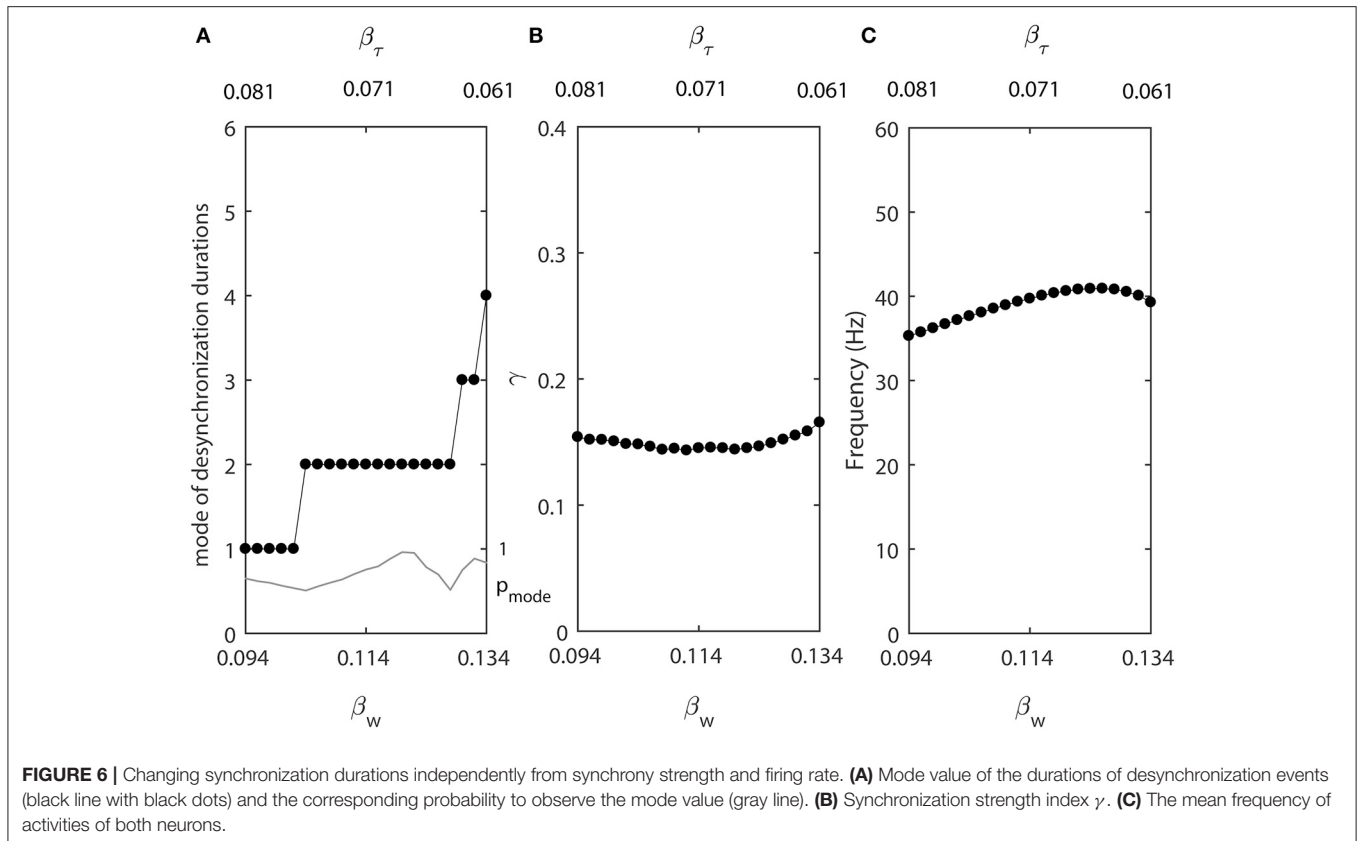 A
β_τ
0.081 0.071 0.061
6
5
4
3
2
1
0
mode of desynchronization durations
1
p_mode
0.094 0.114 0.134
β_w
B
β_τ
0.081 0.071 0.061
0.4
0.3
0.2
0.1
0
γ
0.094 0.114 0.134
β_w
C
β_τ
0.081 0.071 0.061
60
50
40
30
20
10
0
Frequency (Hz)
0.094 0.114 0.134
β_w
FIGURE 6 | Changing synchronization durations independently from synchrony strength and firing rate. (A) Mode value of the durations of desynchronization events
(black line with black dots) and the corresponding probability to observe the mode value (gray line). (B) Synchronization strength index γ. (C) The mean frequency of
activities of both neurons.